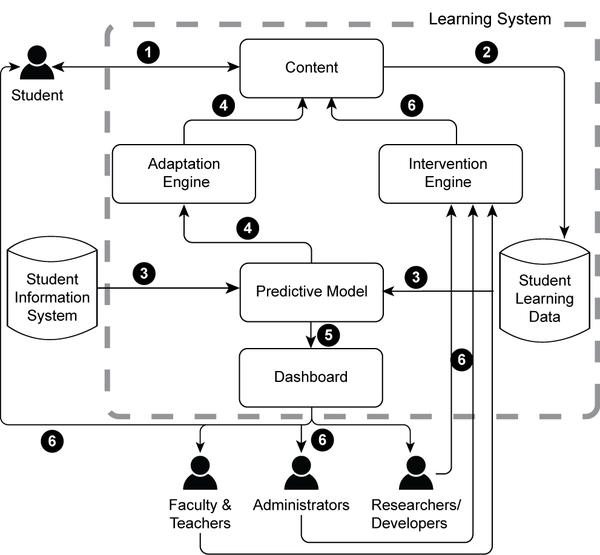 Learning System
1
2
Content
Student
4
6
Adaptation
Engine
Intervention
Engine
4
Student
Information
System
3
Predictive Model
3
Student
Learning
Data
5
Dashboard
6
6
6
Faculty &
Teachers
Administrators
Researchers/
Developers